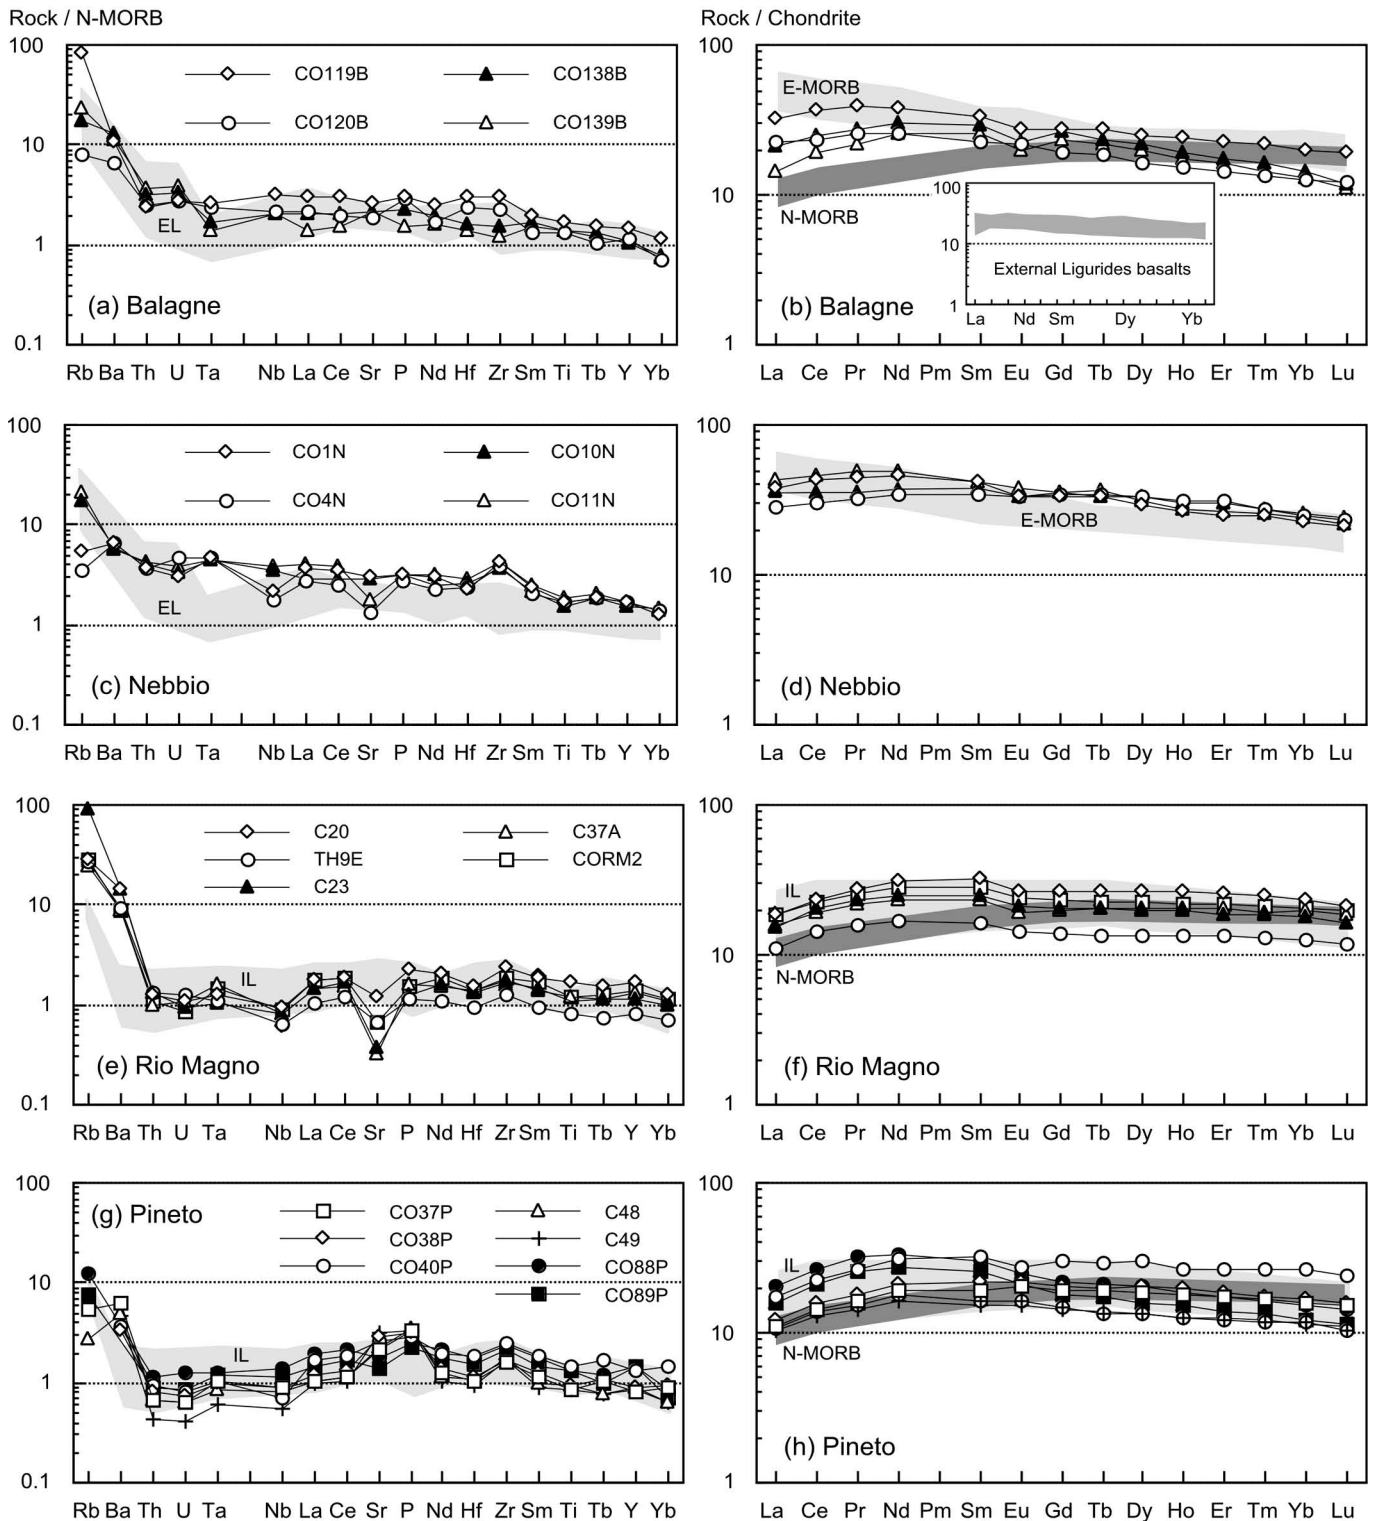 Rock / N-MORB
Rock / Chondrite
100
10
1
0.1
CO119B
CO138B
CO120B
CO139B
EL
(a) Balagne
Rb Ba Th U Ta Nb La Ce Sr P Nd Hf Zr Sm Ti Tb Y Yb
100
10
1
E-MORB
N-MORB
100
10
1
External Ligurides basalts
La Nd Sm Dy Yb
(b) Balagne
La Ce Pr Nd Pm Sm Eu Gd Tb Dy Ho Er Tm Yb Lu
100
10
1
0.1
CO1N
CO10N
CO4N
CO11N
EL
(c) Nebbio
Rb Ba Th U Ta Nb La Ce Sr P Nd Hf Zr Sm Ti Tb Y Yb
100
10
1
E-MORB
(d) Nebbio
La Ce Pr Nd Pm Sm Eu Gd Tb Dy Ho Er Tm Yb Lu
100
10
1
0.1
C20
C37A
TH9E
CORM2
C23
IL
(e) Rio Magno
Rb Ba Th U Ta Nb La Ce Sr P Nd Hf Zr Sm Ti Tb Y Yb
100
10
1
IL
N-MORB
(f) Rio Magno
La Ce Pr Nd Pm Sm Eu Gd Tb Dy Ho Er Tm Yb Lu
100
10
1
0.1
(g) Pineto
CO37P
C48
CO38P
C49
CO40P
CO88P
CO89P
IL
Rb Ba Th U Ta Nb La Ce Sr P Nd Hf Zr Sm Ti Tb Y Yb
100
10
1
IL
N-MORB
(h) Pineto
La Ce Pr Nd Pm Sm Eu Gd Tb Dy Ho Er Tm Yb Lu